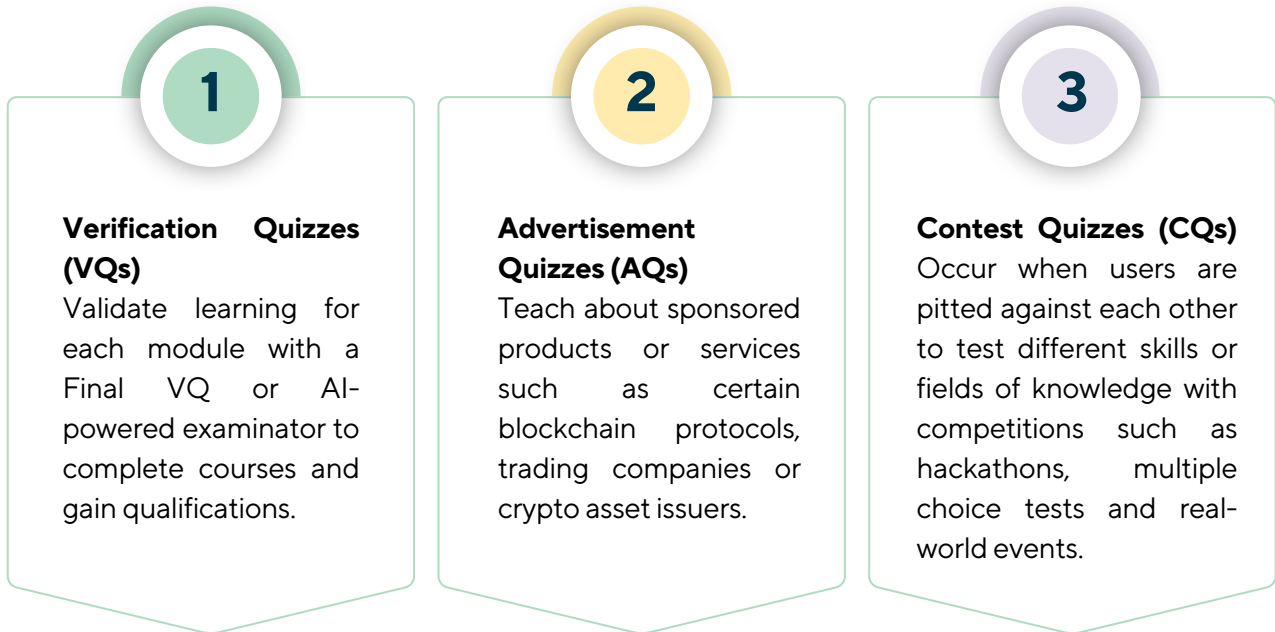 1
Verification Quizzes
(VQs)
Validate learning for
each module with a
Final VQ or AI-
powered examinator to
complete courses and
gain qualifications.
2
Advertisement
Quizzes (AQs)
Teach about sponsored
products or services
such as certain
blockchain protocols,
trading companies or
crypto asset issuers.
3
Contest Quizzes (CQs)
Occur when users are
pitted against each other
to test different skills or
fields of knowledge with
competitions such as
hackathons, multiple
choice tests and real-
world events.